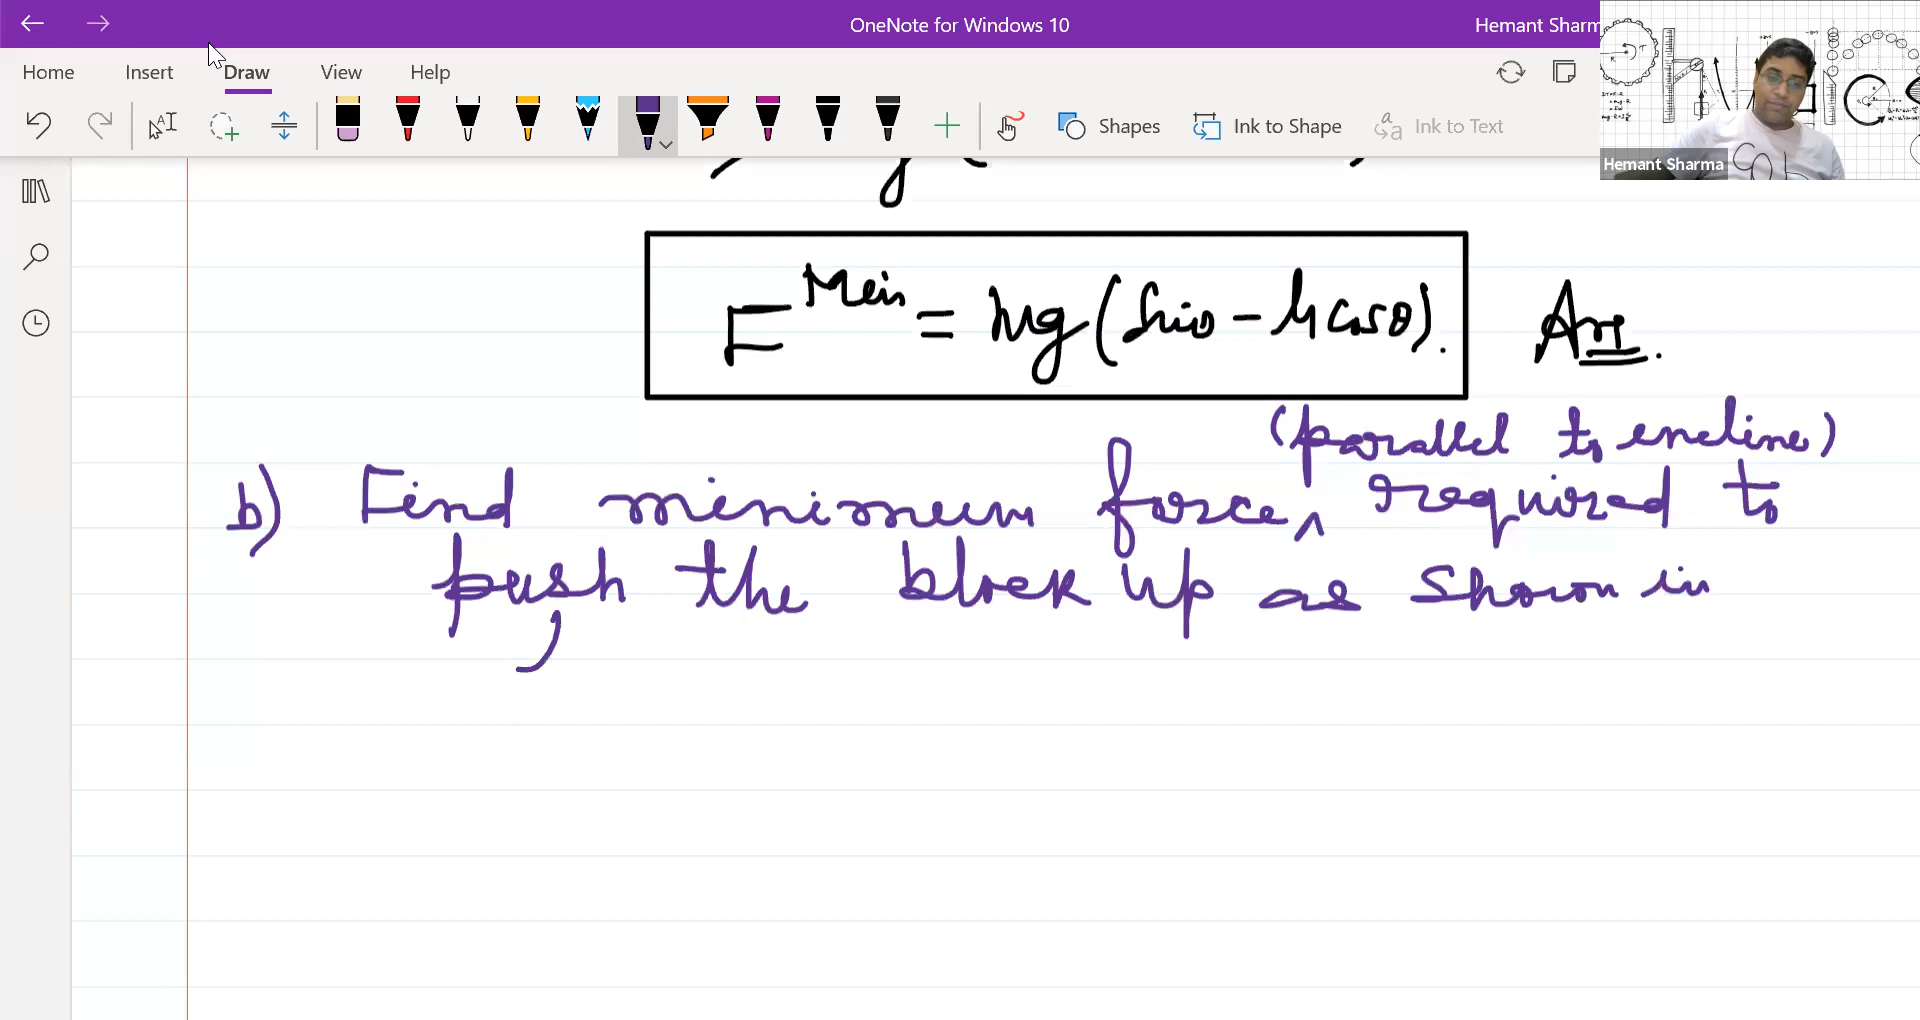 OneNote for Windows 10
Hemant Sharm
Home Insert Draw View Help
Shapes Ink to Shape Ink to Text
Hemant Sharma
F^Min = mg(sinθ - μcosθ). Ans.
(parallel to incline)
b) Find minimum force, ^ required to
push the block up as shown in